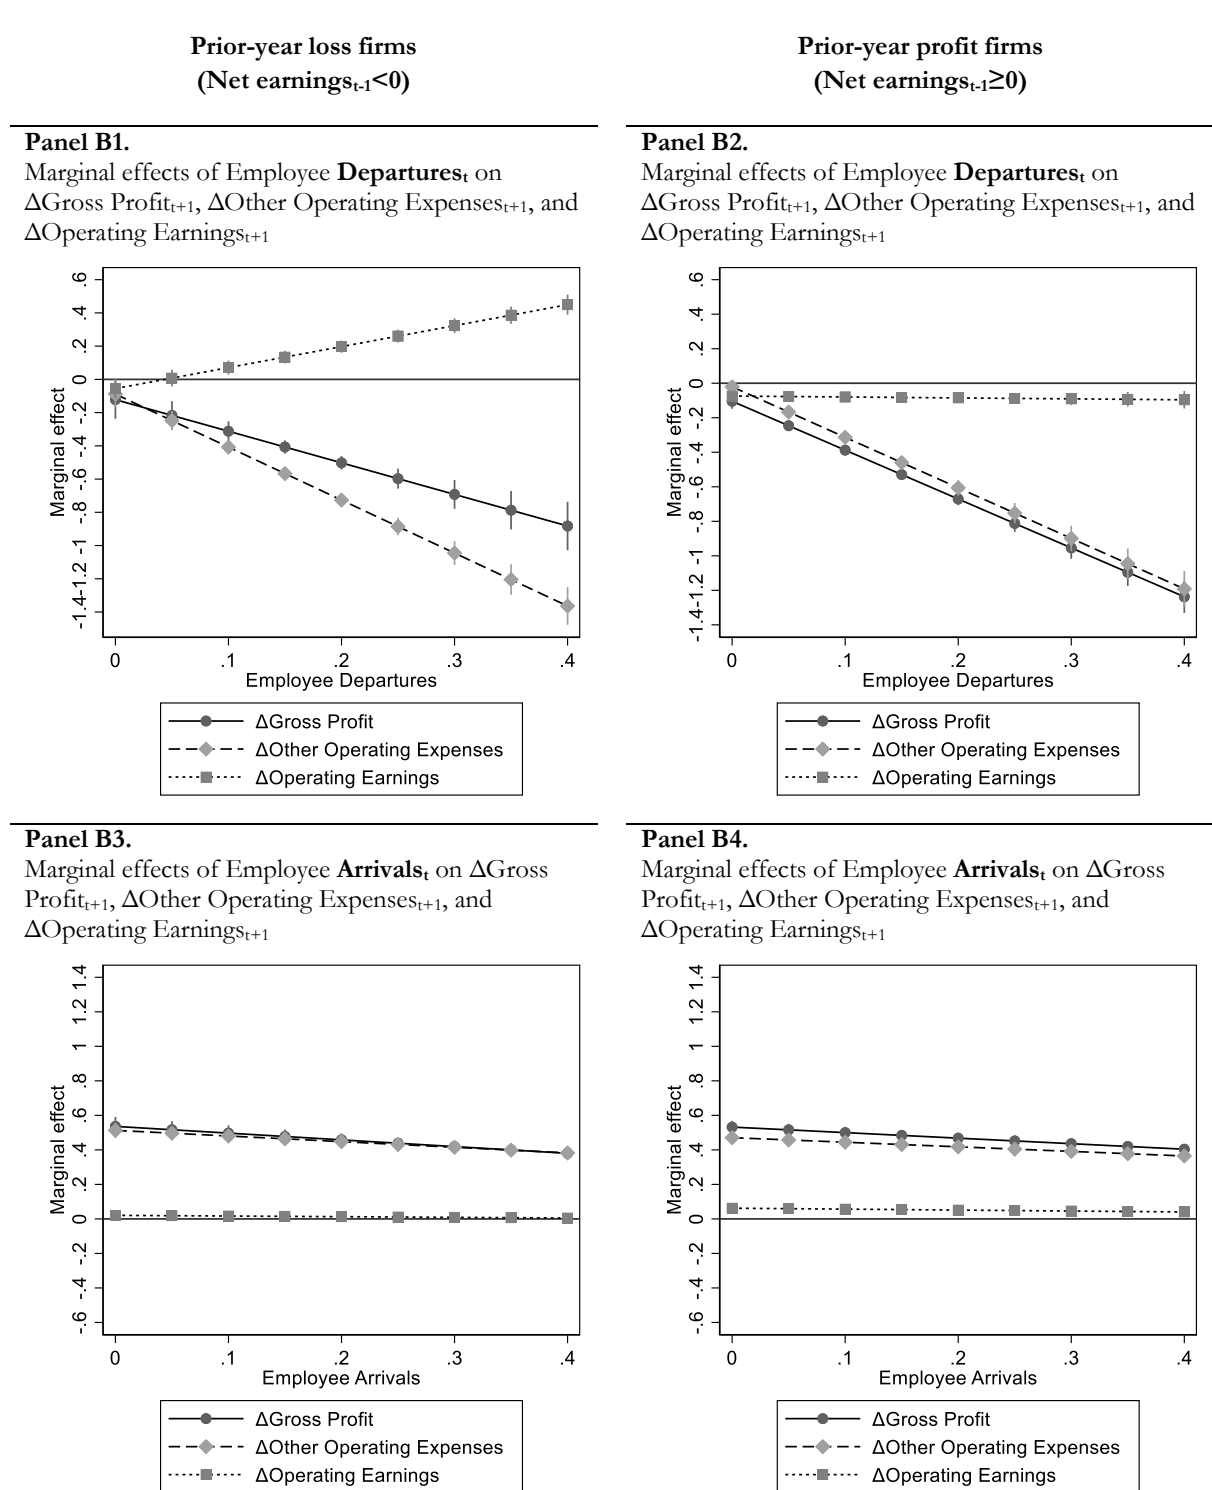 Prior-year loss firms
(Net earningst-1<0)
Prior-year profit firms
(Net earningst-1≥0)
Panel B1.
Marginal effects of Employee Departurest on
ΔGross Profitt+1, ΔOther Operating Expensest+1, and
ΔOperating Earningst+1
.6
.4
.2
0
-.2
-.4
-.6
-.8
-1
-1.2
-1.4
Marginal effect
0 .1 .2 .3 .4
Employee Departures
ΔGross Profit
ΔOther Operating Expenses
ΔOperating Earnings
Panel B2.
Marginal effects of Employee Departurest on
ΔGross Profitt+1, ΔOther Operating Expensest+1, and
ΔOperating Earningst+1
.6
.4
.2
0
-.2
-.4
-.6
-.8
-1
-1.2
-1.4
Marginal effect
0 .1 .2 .3 .4
Employee Departures
ΔGross Profit
ΔOther Operating Expenses
ΔOperating Earnings
Panel B3.
Marginal effects of Employee Arrivalst on ΔGross
Profitt+1, ΔOther Operating Expensest+1, and
ΔOperating Earningst+1
1.4
1.2
1
.8
.6
.4
.2
0
-.2
-.4
-.6
Marginal effect
0 .1 .2 .3 .4
Employee Arrivals
ΔGross Profit
ΔOther Operating Expenses
ΔOperating Earnings
Panel B4.
Marginal effects of Employee Arrivalst on ΔGross
Profitt+1, ΔOther Operating Expensest+1, and
ΔOperating Earningst+1
1.4
1.2
1
.8
.6
.4
.2
0
-.2
-.4
-.6
Marginal effect
0 .1 .2 .3 .4
Employee Arrivals
ΔGross Profit
ΔOther Operating Expenses
ΔOperating Earnings